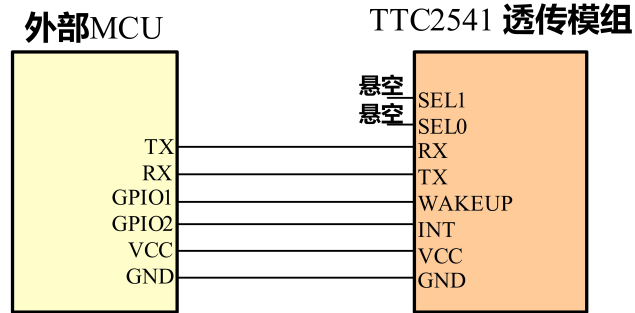 外部MCU
TTC2541 透传模组
悬空
SEL1
悬空
SEL0
TX
RX
RX
TX
GPIO1
WAKEUP
GPIO2
INT
VCC
VCC
GND
GND